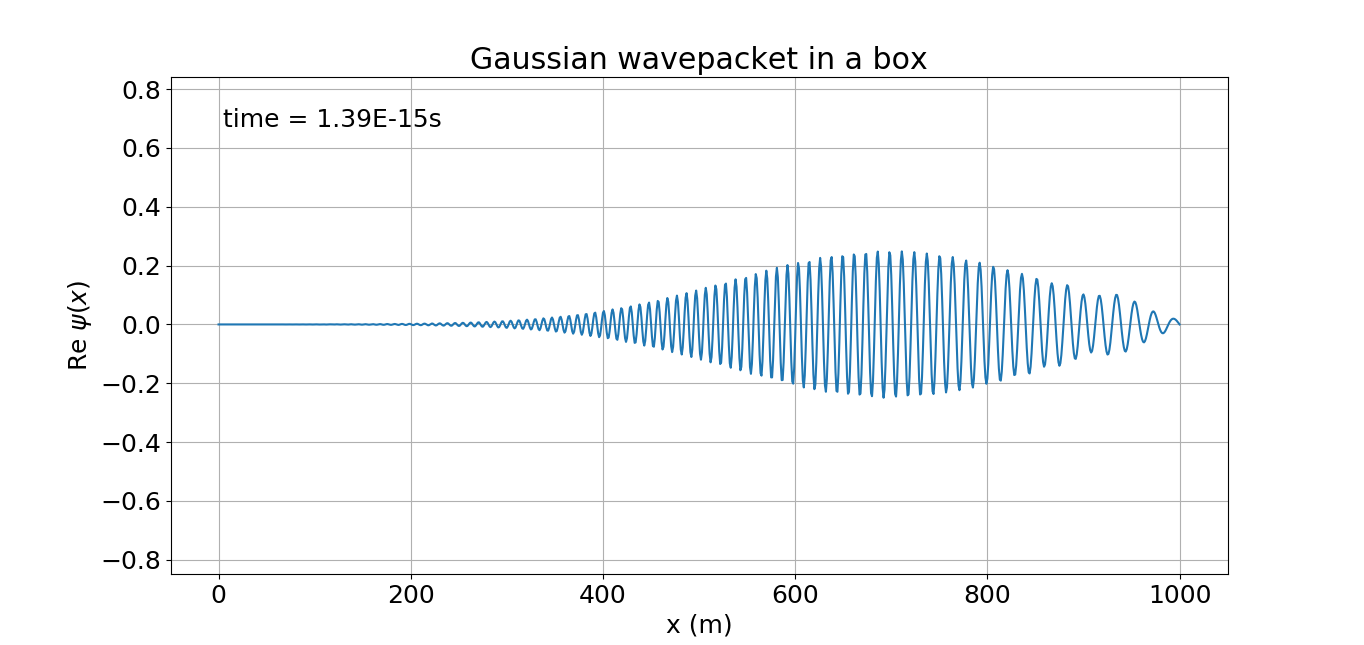 Gaussian wavepacket in a box
time = 1.39E-15s
0.8
0.6
0.4
0.2
0.0
−0.2
−0.4
−0.6
−0.8
Re ψ(x)
0 200 400 600 800 1000
x (m)